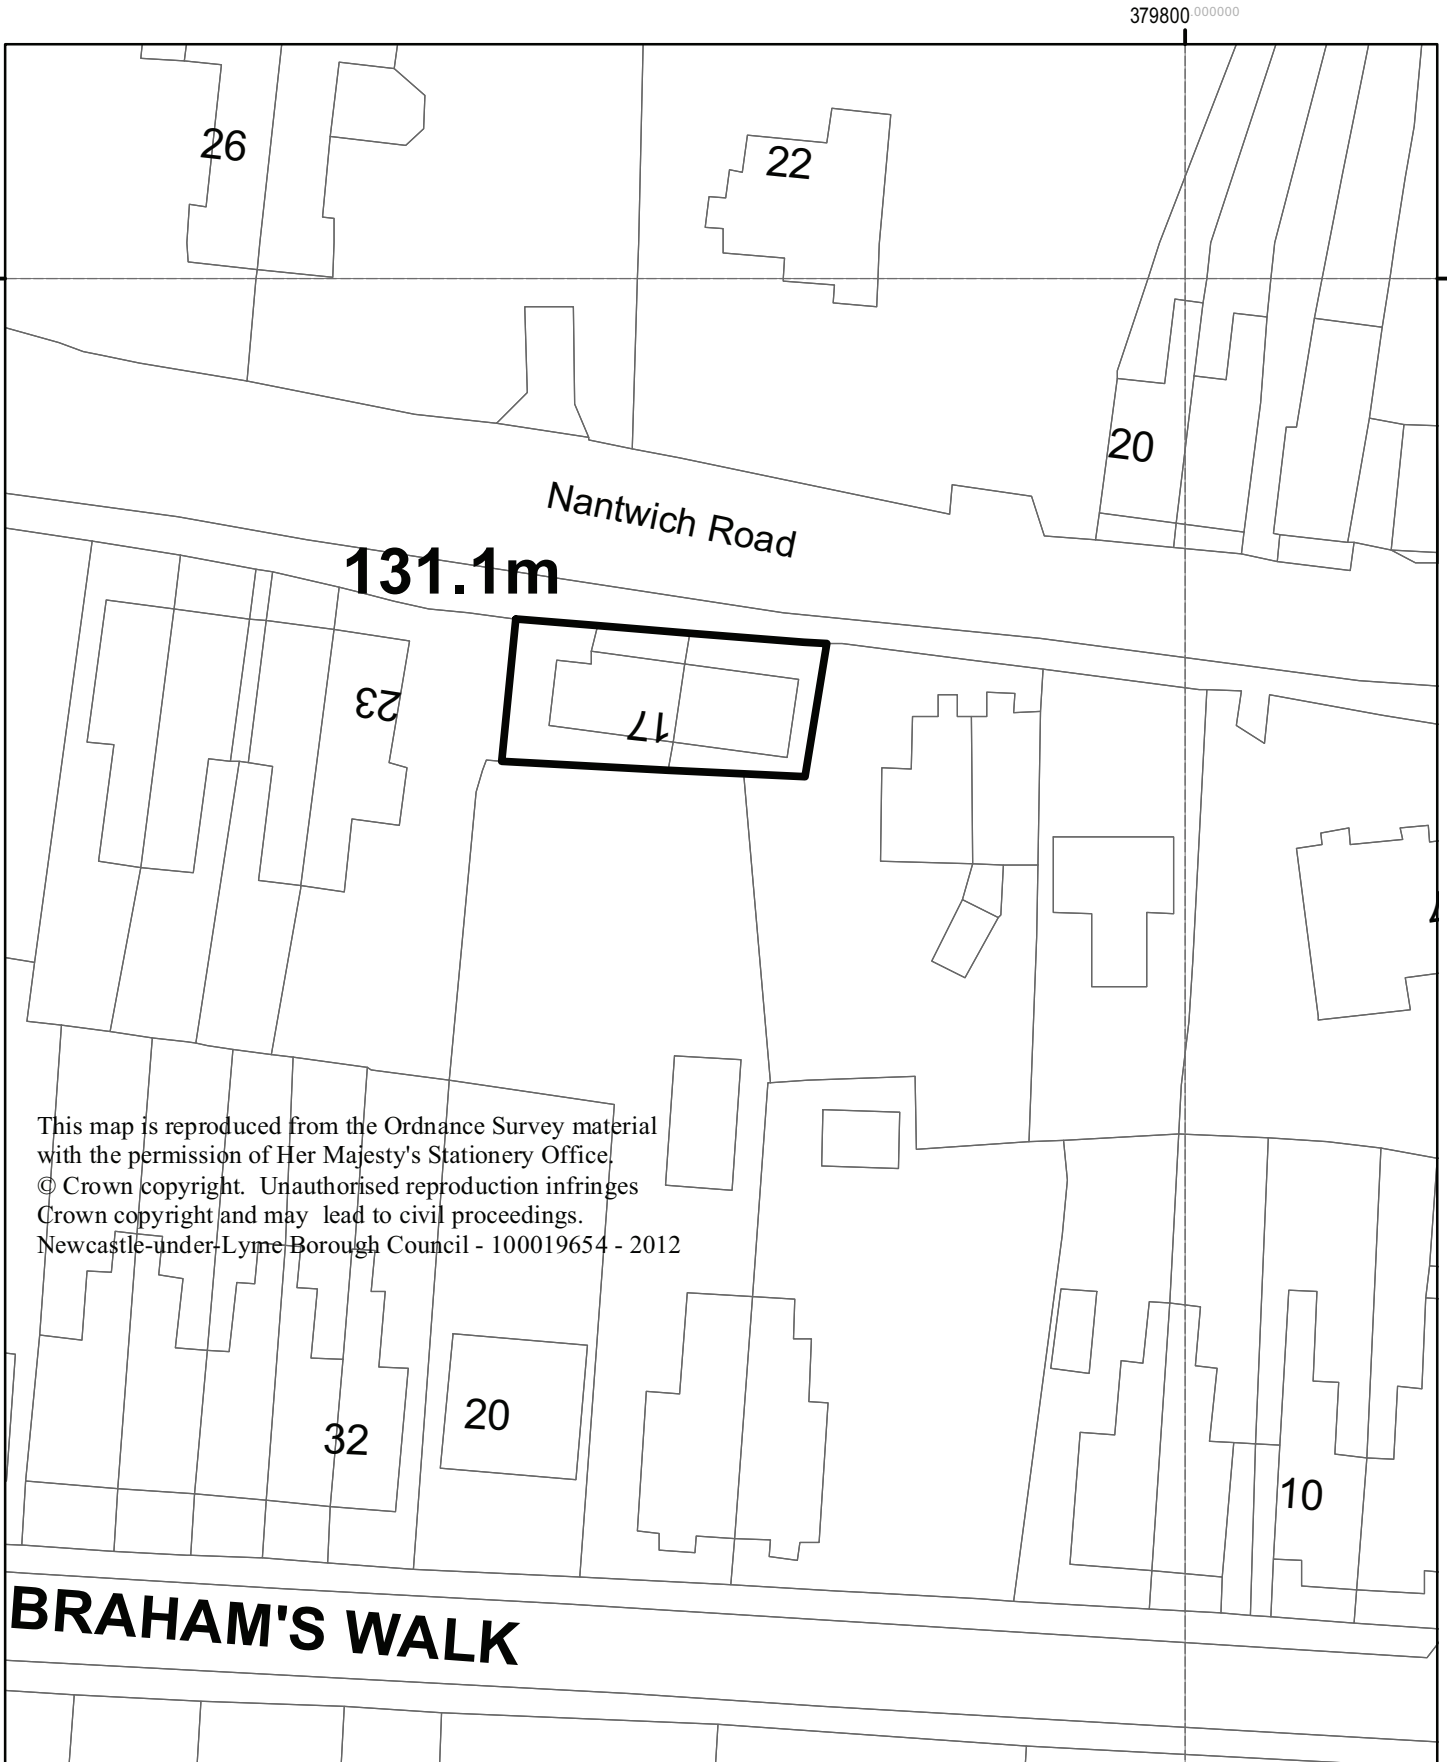 379800.000000
26
22
20
Nantwich Road
131.1m
23
17
This map is reproduced from the Ordnance Survey material
with the permission of Her Majesty's Stationery Office.
© Crown copyright.  Unauthorised reproduction infringes
Crown copyright and may  lead to civil proceedings.
Newcastle-under-Lyme Borough Council - 100019654 - 2012
32
20
10
BRAHAM'S WALK